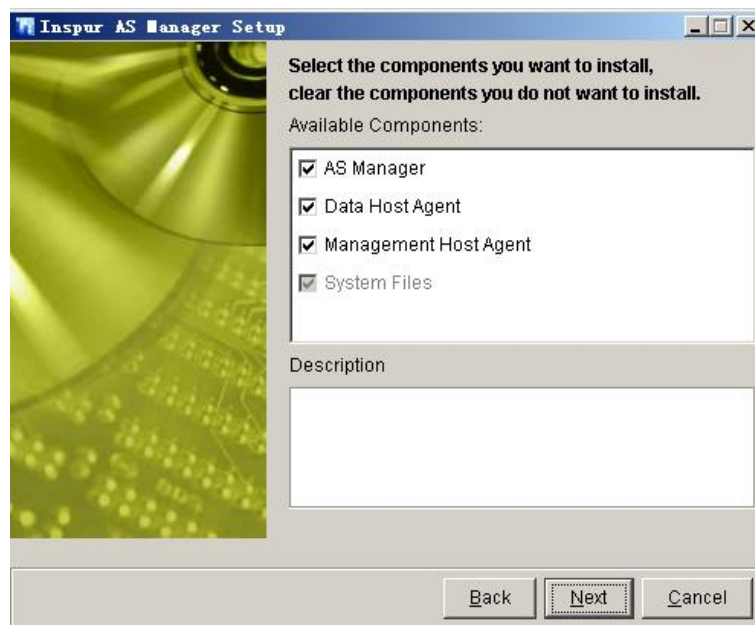 Inspur AS Manager Setup
Select the components you want to install,
clear the components you do not want to install.
Available Components:
AS Manager
Data Host Agent
Management Host Agent
System Files
Description
Back Next Cancel